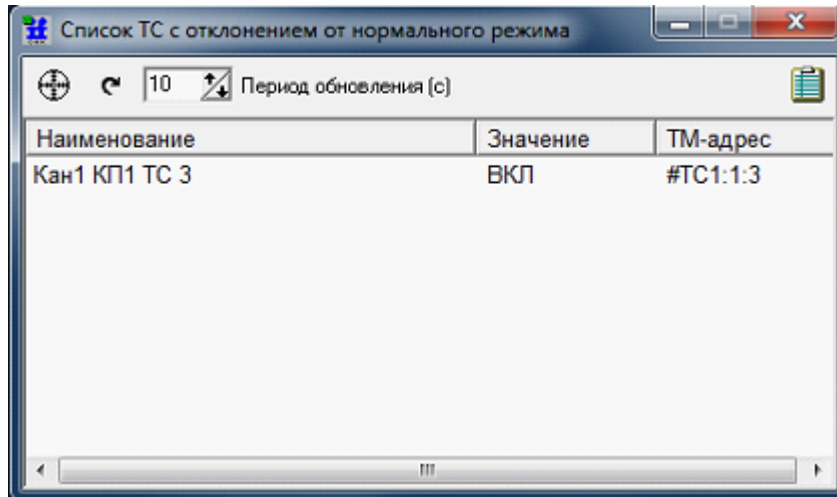 Список ТС с отклонением от нормального режима
10 Период обновления (с)
Наименование Значение ТМ-адрес
Кан1 КП1 ТС 3 ВКЛ #ТС1:1:3